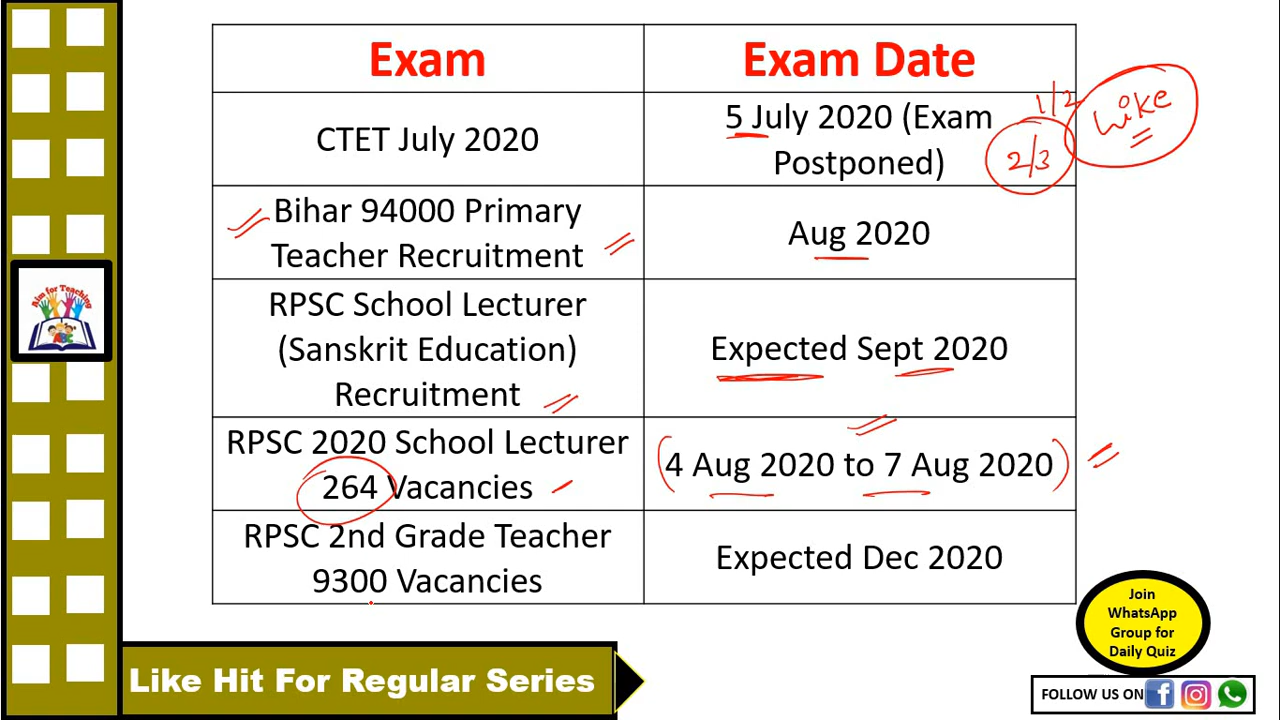 Exam
Exam Date
CTET July 2020
5 July 2020 (Exam
Postponed)
1/2
2/3
Like
Bihar 94000 Primary
Teacher Recruitment
Aug 2020
RPSC School Lecturer
(Sanskrit Education)
Recruitment
Expected Sept 2020
RPSC 2020 School Lecturer
264 Vacancies
4 Aug 2020 to 7 Aug 2020
RPSC 2nd Grade Teacher
9300 Vacancies
Expected Dec 2020
Aim for Teaching
ABC
Join
WhatsApp
Group for
Daily Quiz
Like Hit For Regular Series
FOLLOW US ON